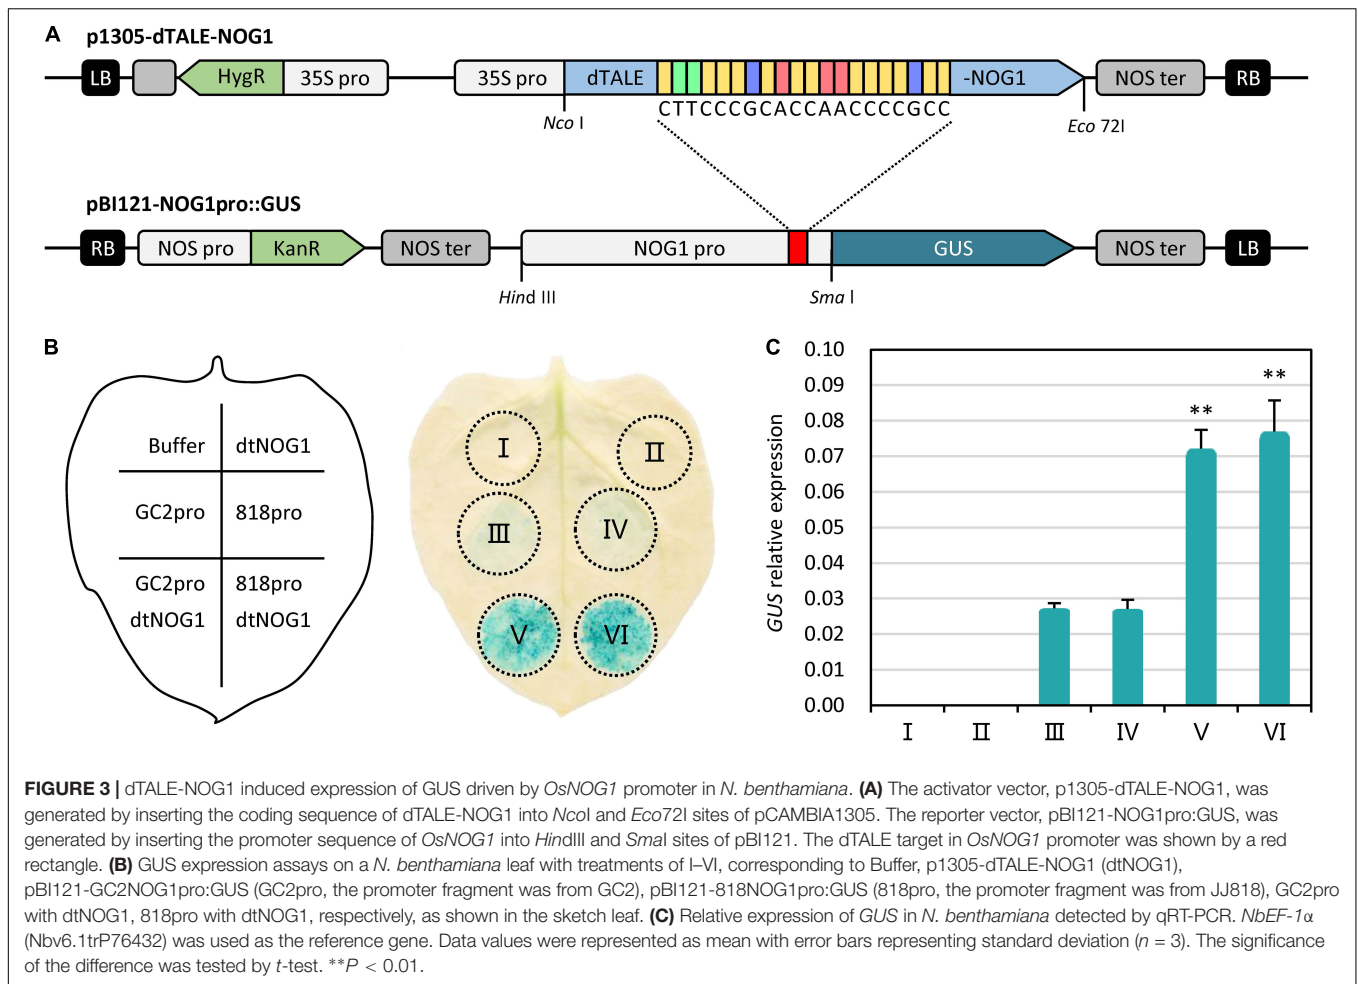 A
p1305-dTALE-NOG1
LB HygR 35S pro 35S pro dTALE -NOG1 NOS ter RB
CTTCCCGCACCAACCCCGCC
Nco I Eco 72I
pBI121-NOG1pro::GUS
RB NOS pro KanR NOS ter NOG1 pro GUS NOS ter LB
Hind III Sma I
B
Buffer dtNOG1
GC2pro 818pro
GC2pro 818pro
dtNOG1 dtNOG1
I II
III IV
V VI
C
GUS relative expression
0.10
0.09
0.08
0.07
0.06
0.05
0.04
0.03
0.02
0.01
0.00
** **
I II III IV V VI
FIGURE 3 | dTALE-NOG1 induced expression of GUS driven by OsNOG1 promoter in N. benthamiana. (A) The activator vector, p1305-dTALE-NOG1, was
generated by inserting the coding sequence of dTALE-NOG1 into NcoI and Eco72I sites of pCAMBIA1305. The reporter vector, pBI121-NOG1pro:GUS, was
generated by inserting the promoter sequence of OsNOG1 into HindIII and SmaI sites of pBI121. The dTALE target in OsNOG1 promoter was shown by a red
rectangle. (B) GUS expression assays on a N. benthamiana leaf with treatments of I–VI, corresponding to Buffer, p1305-dTALE-NOG1 (dtNOG1),
pBI121-GC2NOG1pro:GUS (GC2pro, the promoter fragment was from GC2), pBI121-818NOG1pro:GUS (818pro, the promoter fragment was from JJ818), GC2pro
with dtNOG1, 818pro with dtNOG1, respectively, as shown in the sketch leaf. (C) Relative expression of GUS in N. benthamiana detected by qRT-PCR. NbEF-1α
(Nbv6.1trP76432) was used as the reference gene. Data values were represented as mean with error bars representing standard deviation (n = 3). The significance
of the difference was tested by t-test. **P < 0.01.